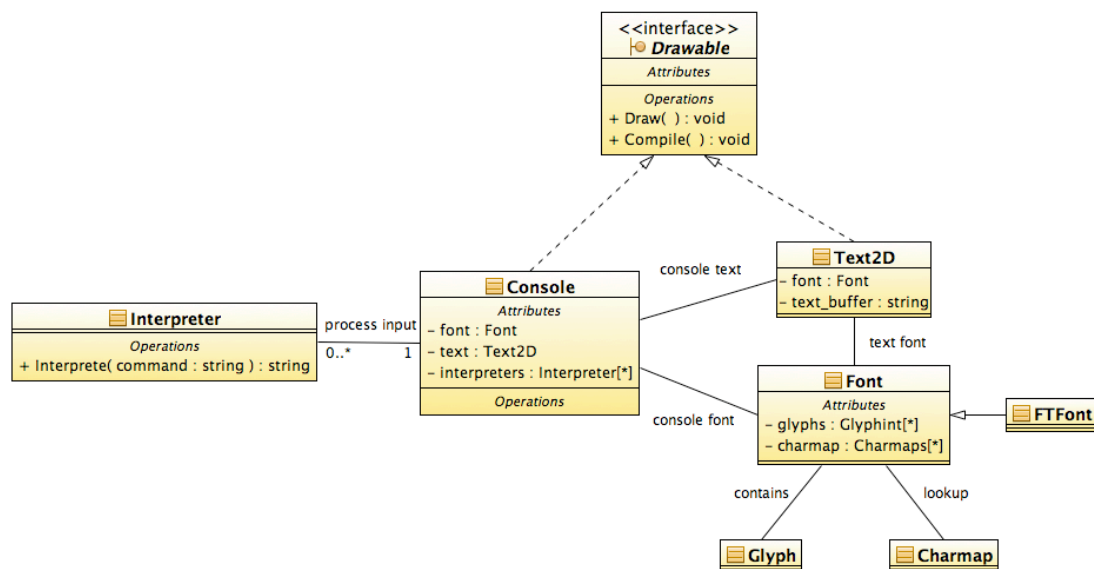 <<interface>>
Drawable
Attributes
Operations
+ Draw( ) : void
+ Compile( ) : void
Text2D
– font : Font
– text_buffer : string
console text
Console
Attributes
– font : Font
– text : Text2D
– interpreters : Interpreter[*]
Operations
Interpreter
Operations
+ Interprete( command : string ) : string
process input
0..*
1
text font
console font
Font
Attributes
– glyphs : Glyphint[*]
– charmap : Charmaps[*]
FTFont
contains
lookup
Glyph
Charmap